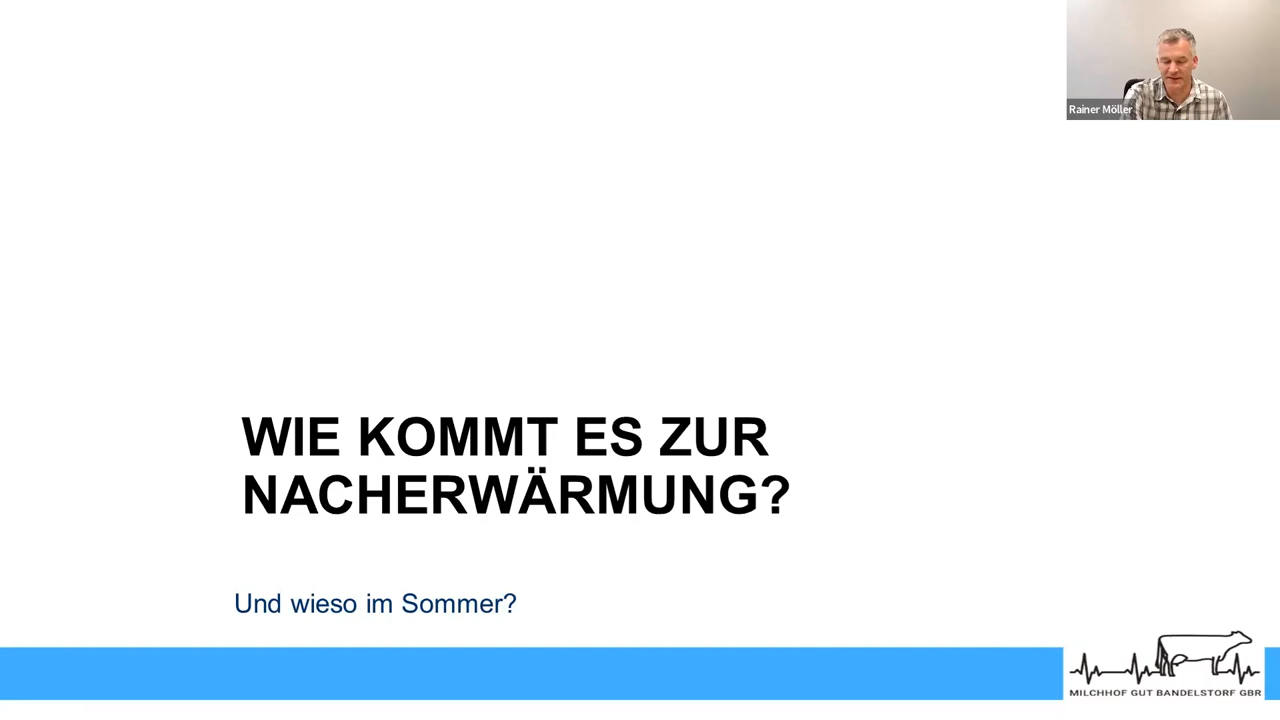 Rainer Möller
WIE KOMMT ES ZUR
NACHERWÄRMUNG?
Und wieso im Sommer?
MILCHHOF GUT BANDELSTORF GBR